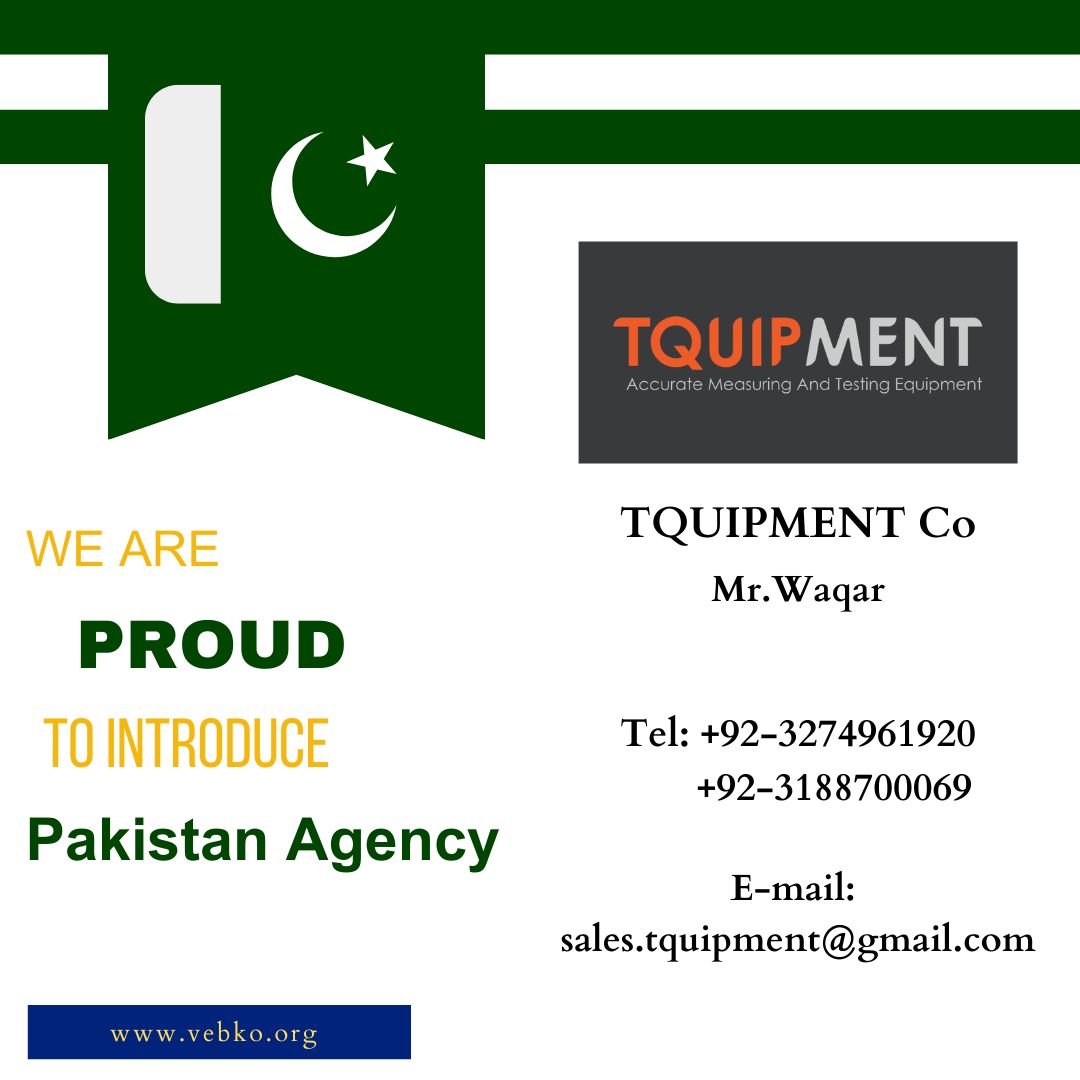 TQUIPMENT
Accurate Measuring And Testing Equipment
WE ARE
PROUD
TO INTRODUCE
Pakistan Agency
TQUIPMENT Co
Mr.Waqar
Tel: +92-3274961920
+92-3188700069
E-mail:
sales.tquipment@gmail.com
www.vebko.org